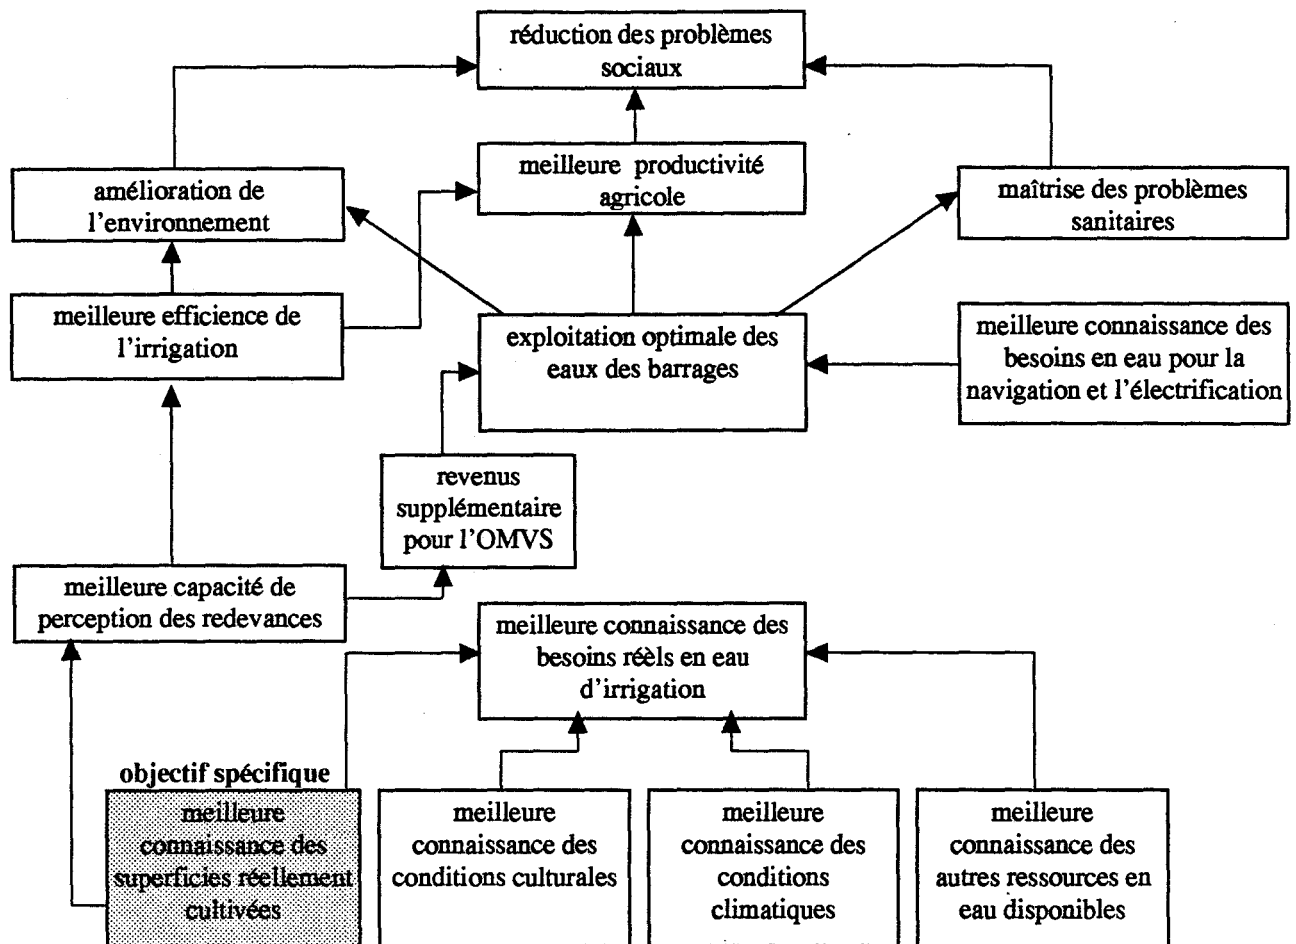 réduction des problèmes
sociaux
meilleure productivité
agricole
amélioration de
l'environnement
maîtrise des problèmes
sanitaires
meilleure efficience de
l'irrigation
exploitation optimale des
eaux des barrages
meilleure connaissance des
besoins en eau pour la
navigation et l'électrification
revenus
supplémentaire
pour l'OMVS
meilleure capacité de
perception des redevances
meilleure connaissance des
besoins réèls en eau
d'irrigation
objectif spécifique
meilleure
connaissance des
superficies réellement
cultivées
meilleure
connaissance des
conditions culturales
meilleure
connaissance des
conditions
climatiques
meilleure
connaissance des
autres ressources en
eau disponibles